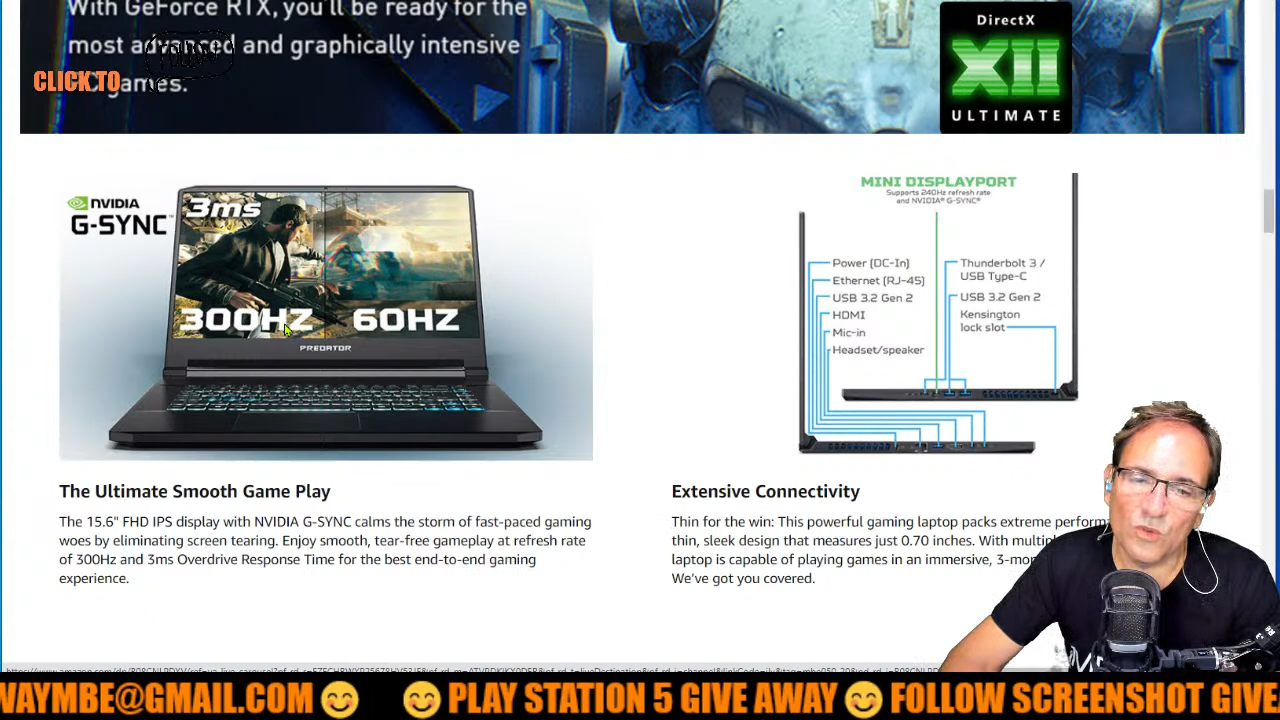 With GeForce RTX, you'll be ready for the
most and graphically intensive
games.
CLICK TO
DirectX
XII
ULTIMATE
NVIDIA
G-SYNC
3ms
300HZ 60HZ
PREDATOR
MINI DISPLAYPORT
Supports 240Hz refresh rate
and NVIDIA® G-SYNC®
Power (DC-In)
Ethernet (RJ-45)
USB 3.2 Gen 2
HDMI
Mic-in
Headset/speaker
Thunderbolt 3 /
USB Type-C
USB 3.2 Gen 2
Kensington
lock slot
The Ultimate Smooth Game Play
The 15.6" FHD IPS display with NVIDIA G-SYNC calms the storm of fast-paced gaming
woes by eliminating screen tearing. Enjoy smooth, tear-free gameplay at refresh rate
of 300Hz and 3ms Overdrive Response Time for the best end-to-end gaming
experience.
Extensive Connectivity
Thin for the win: This powerful gaming laptop packs extreme perform
thin, sleek design that measures just 0.70 inches. With multip
laptop is capable of playing games in an immersive, 3-mon
We've got you covered.
WAYMBE@GMAIL.COM 😊 😊 PLAY STATION 5 GIVE AWAY 😊 FOLLOW SCREENSHOT GIVE